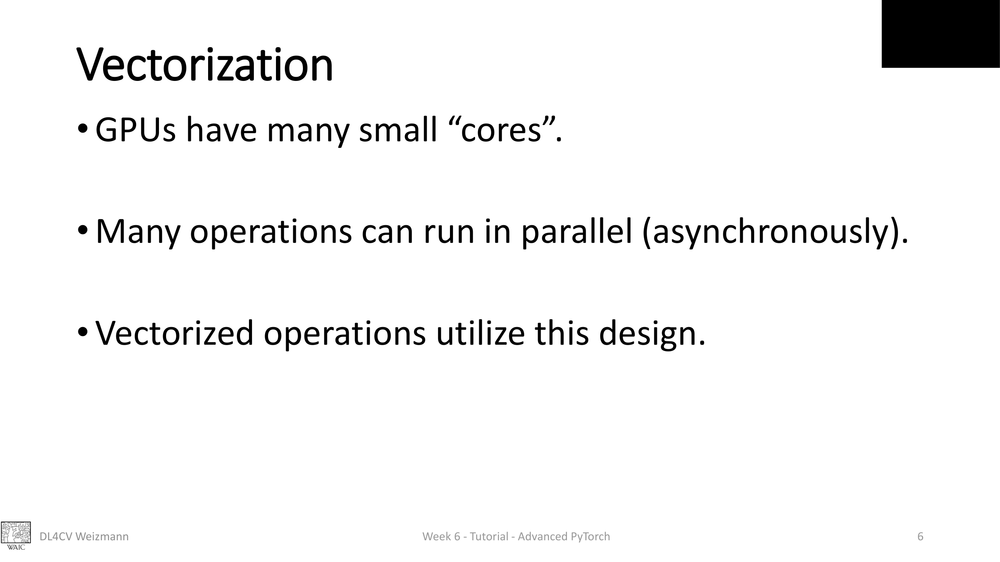 Vectorization
• GPUs have many small “cores”.
• Many operations can run in parallel (asynchronously).
• Vectorized operations utilize this design.
WAIC
DL4CV Weizmann
Week 6 - Tutorial - Advanced PyTorch
6